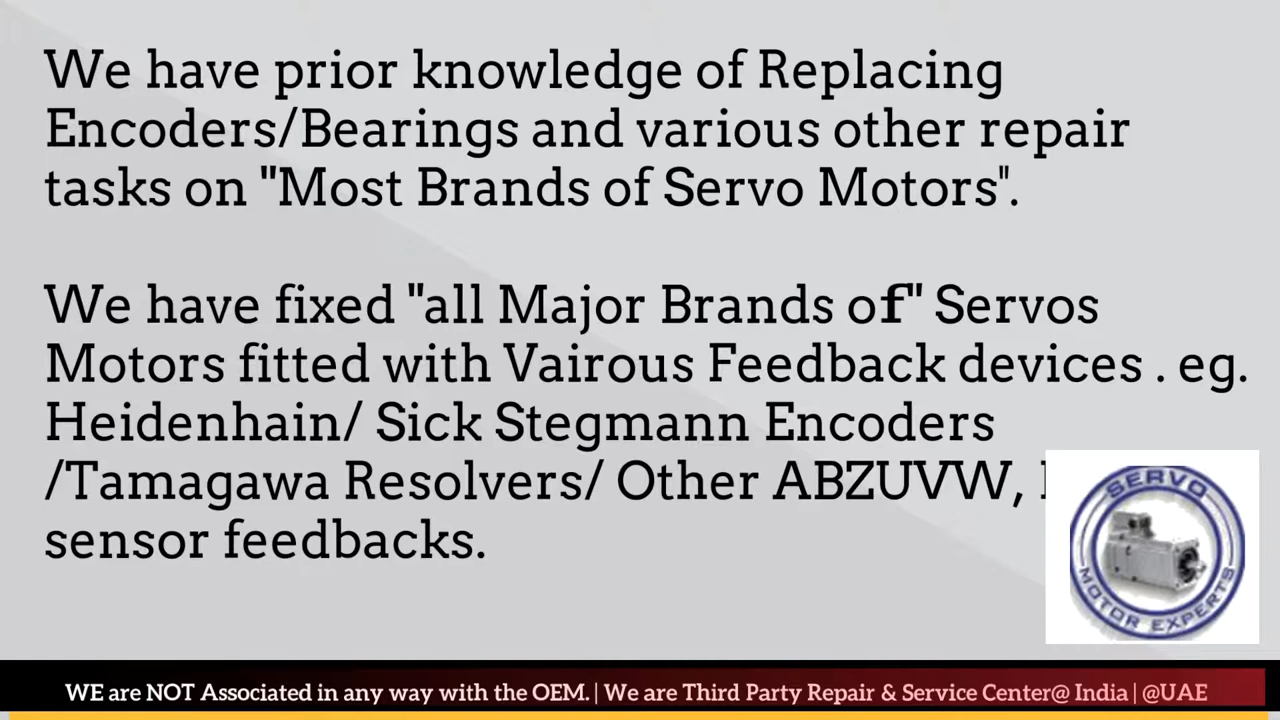 We have prior knowledge of Replacing
Encoders/Bearings and various other repair
tasks on "Most Brands of Servo Motors".
We have fixed "all Major Brands of" Servos
Motors fitted with Vairous Feedback devices . eg.
Heidenhain/ Sick Stegmann Encoders
/Tamagawa Resolvers/ Other ABZUVW,
sensor feedbacks.
SERVO
MOTOR EXPERTS
WE are NOT Associated in any way with the OEM. | We are Third Party Repair & Service Center@ India | @UAE